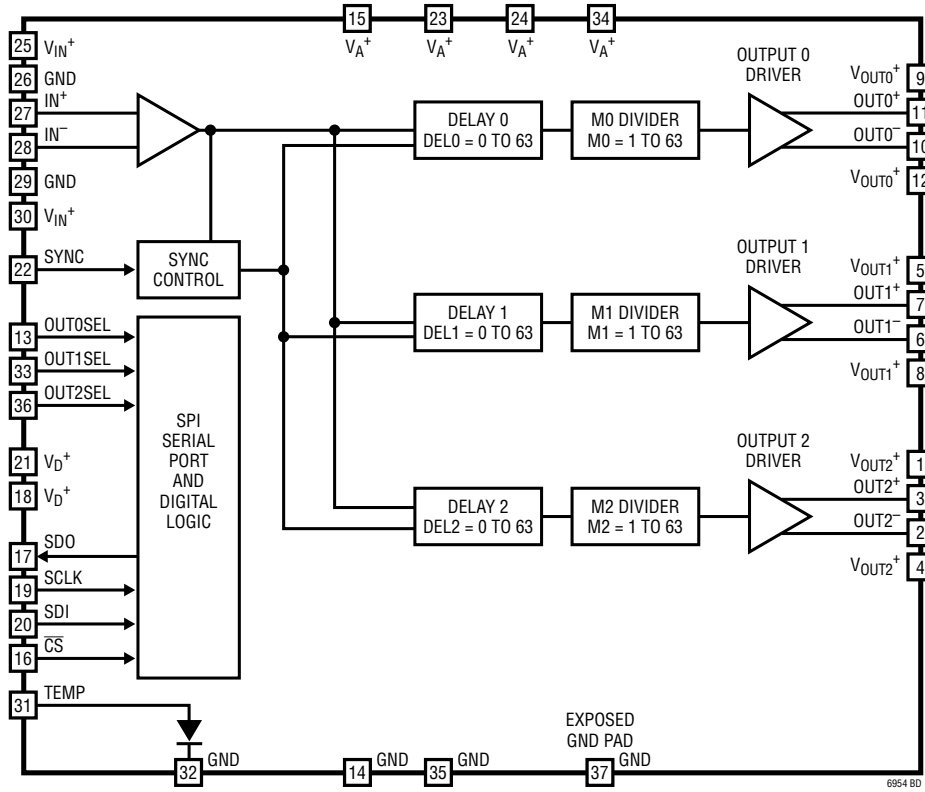 15
23
24
34
VA+
VA+
VA+
VA+
25
VIN+
26
GND
27
IN+
28
IN−
29
GND
30
VIN+
22
SYNC
SYNC
CONTROL
13
OUT0SEL
33
OUT1SEL
36
OUT2SEL
21
VD+
18
VD+
17
SDO
19
SCLK
20
SDI
16
CS
31
TEMP
SPI
SERIAL
PORT
AND
DIGITAL
LOGIC
DELAY 0
DEL0 = 0 TO 63
M0 DIVIDER
M0 = 1 TO 63
OUTPUT 0
DRIVER
VOUT0+
9
OUT0+
11
OUT0−
10
VOUT0+
12
DELAY 1
DEL1 = 0 TO 63
M1 DIVIDER
M1 = 1 TO 63
OUTPUT 1
DRIVER
VOUT1+
5
OUT1+
7
OUT1−
6
VOUT1+
8
DELAY 2
DEL2 = 0 TO 63
M2 DIVIDER
M2 = 1 TO 63
OUTPUT 2
DRIVER
VOUT2+
1
OUT2+
3
OUT2−
2
VOUT2+
4
32
GND
14
GND
35
GND
EXPOSED
GND PAD
37
GND
6954 BD